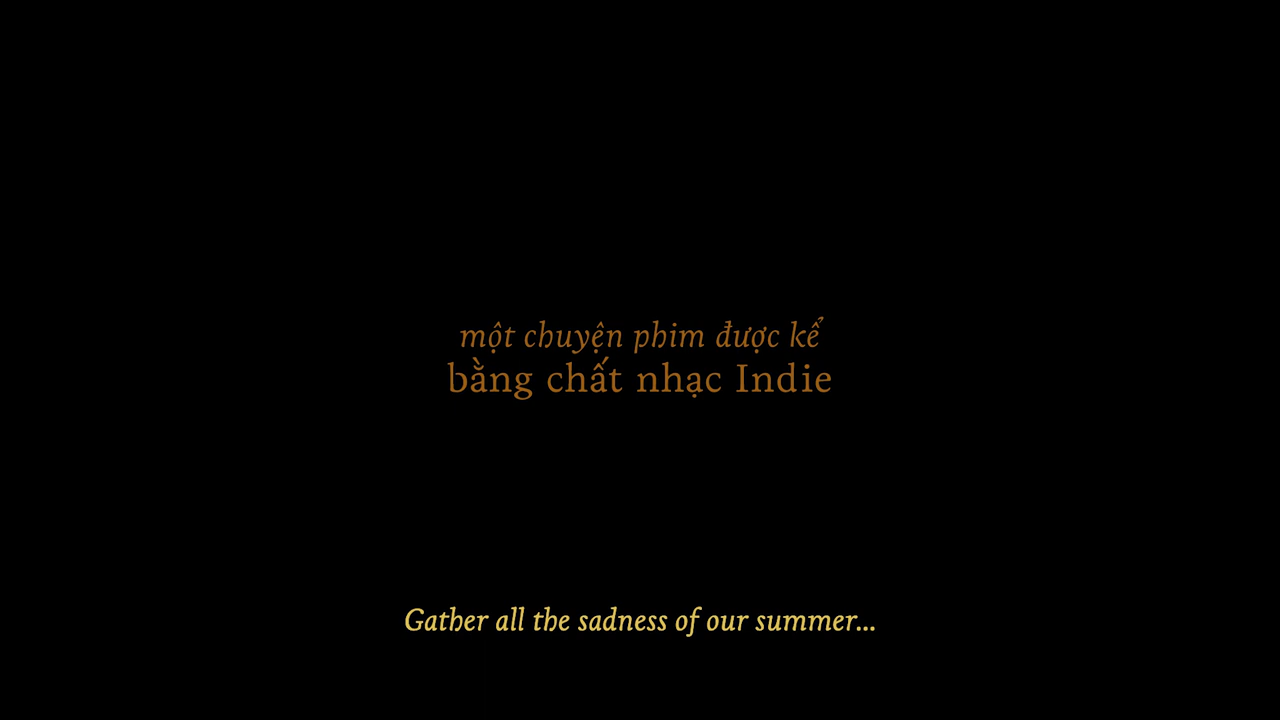 một chuyện phim được kể
bằng chất nhạc Indie
Gather all the sadness of our summer...